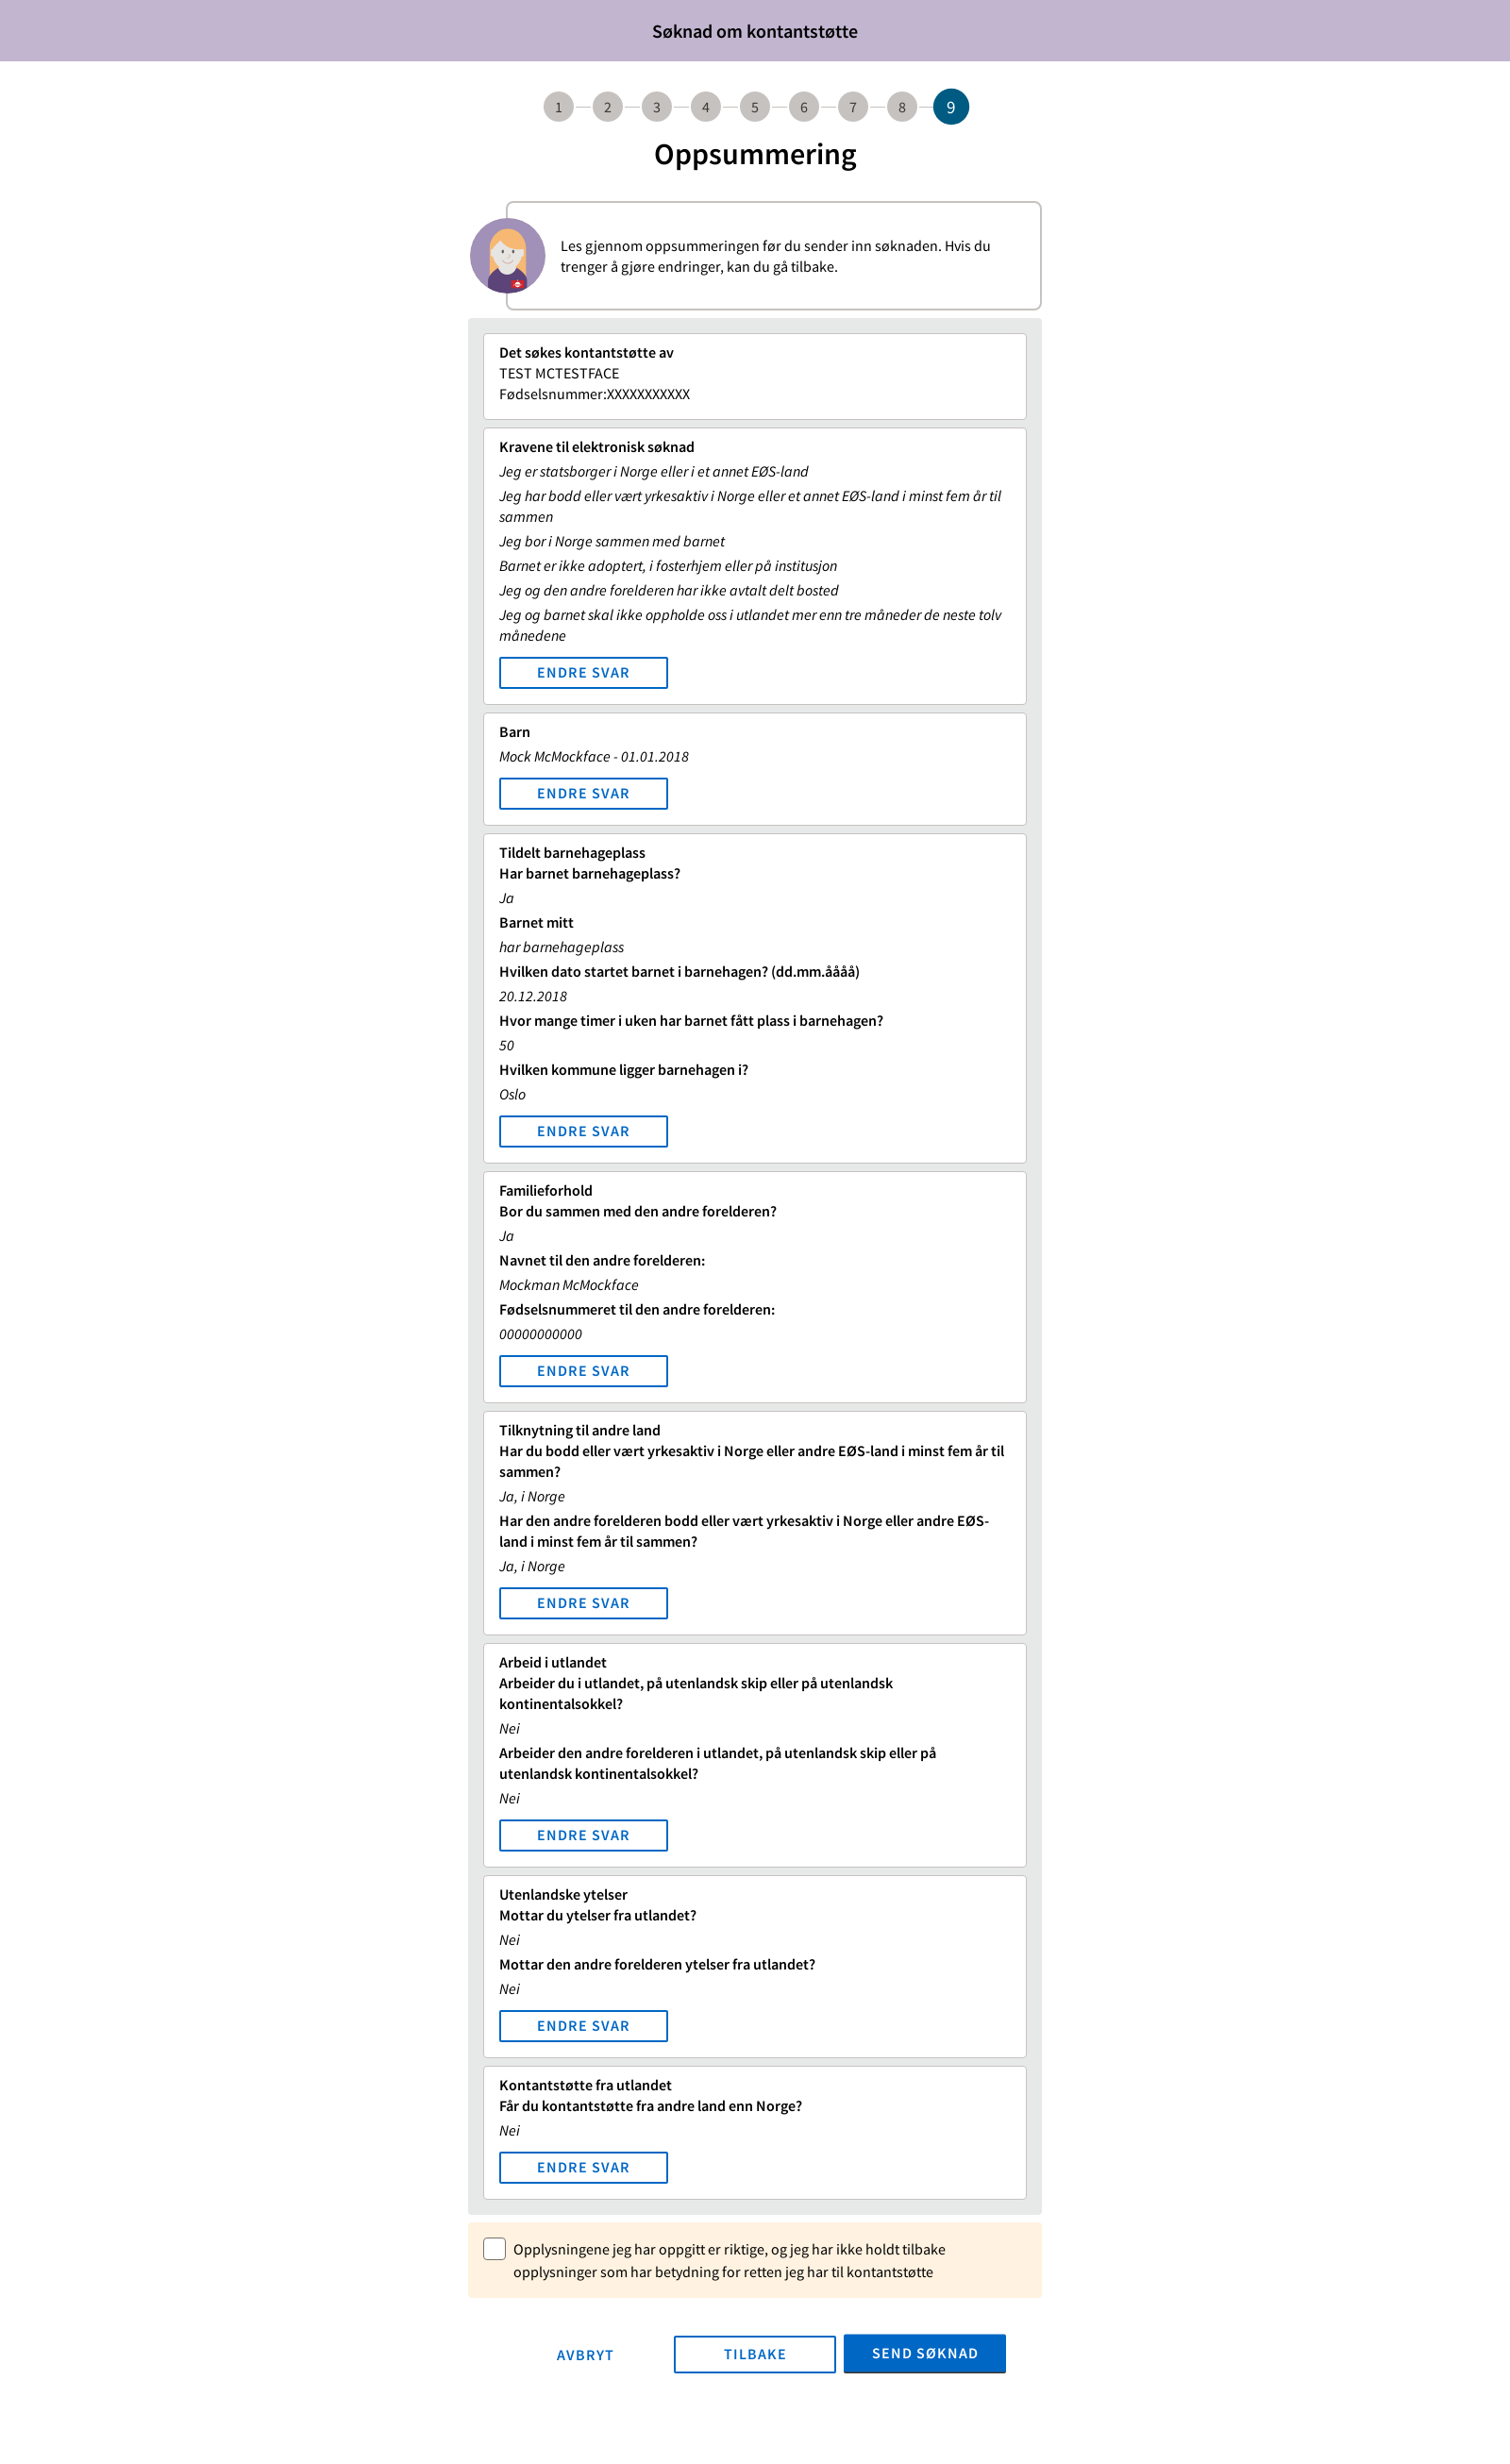 Søknad om kontantstøtte
1 2 3 4 5 6 7 8 9
Oppsummering
Les gjennom oppsummeringen før du sender inn søknaden. Hvis du
trenger å gjøre endringer, kan du gå tilbake.
Det søkes kontantstøtte av
TEST MCTESTFACE
Fødselsnummer:XXXXXXXXXXX
Kravene til elektronisk søknad
Jeg er statsborger i Norge eller i et annet EØS-land
Jeg har bodd eller vært yrkesaktiv i Norge eller et annet EØS-land i minst fem år til
sammen
Jeg bor i Norge sammen med barnet
Barnet er ikke adoptert, i fosterhjem eller på institusjon
Jeg og den andre forelderen har ikke avtalt delt bosted
Jeg og barnet skal ikke oppholde oss i utlandet mer enn tre måneder de neste tolv
månedene
ENDRE SVAR
Barn
Mock McMockface - 01.01.2018
ENDRE SVAR
Tildelt barnehageplass
Har barnet barnehageplass?
Ja
Barnet mitt
har barnehageplass
Hvilken dato startet barnet i barnehagen? (dd.mm.åååå)
20.12.2018
Hvor mange timer i uken har barnet fått plass i barnehagen?
50
Hvilken kommune ligger barnehagen i?
Oslo
ENDRE SVAR
Familieforhold
Bor du sammen med den andre forelderen?
Ja
Navnet til den andre forelderen:
Mockman McMockface
Fødselsnummeret til den andre forelderen:
00000000000
ENDRE SVAR
Tilknytning til andre land
Har du bodd eller vært yrkesaktiv i Norge eller andre EØS-land i minst fem år til
sammen?
Ja, i Norge
Har den andre forelderen bodd eller vært yrkesaktiv i Norge eller andre EØS-
land i minst fem år til sammen?
Ja, i Norge
ENDRE SVAR
Arbeid i utlandet
Arbeider du i utlandet, på utenlandsk skip eller på utenlandsk
kontinentalsokkel?
Nei
Arbeider den andre forelderen i utlandet, på utenlandsk skip eller på
utenlandsk kontinentalsokkel?
Nei
ENDRE SVAR
Utenlandske ytelser
Mottar du ytelser fra utlandet?
Nei
Mottar den andre forelderen ytelser fra utlandet?
Nei
ENDRE SVAR
Kontantstøtte fra utlandet
Får du kontantstøtte fra andre land enn Norge?
Nei
ENDRE SVAR
Opplysningene jeg har oppgitt er riktige, og jeg har ikke holdt tilbake
opplysninger som har betydning for retten jeg har til kontantstøtte
AVBRYT TILBAKE SEND SØKNAD